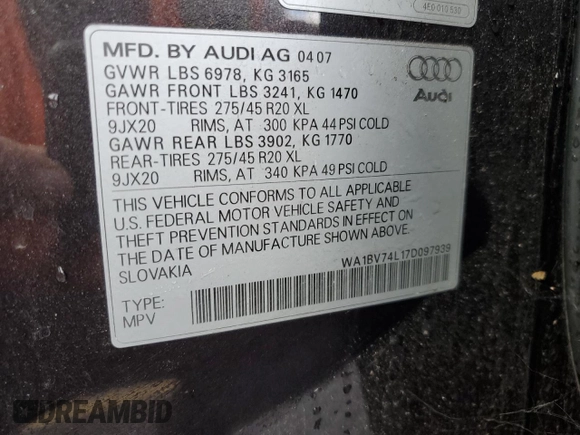 4E0 010 830
MFD. BY AUDI AG 04 07
GVWR LBS 6978, KG 3165
GAWR FRONT LBS 3241, KG 1470
FRONT-TIRES 275/45 R20 XL
9JX20 RIMS, AT 300 KPA 44 PSI COLD
GAWR REAR LBS 3902, KG 1770
REAR-TIRES 275/45 R20 XL
9JX20 RIMS, AT 340 KPA 49 PSI COLD
Audi
THIS VEHICLE CONFORMS TO ALL APPLICABLE
U.S. FEDERAL MOTOR VEHICLE SAFETY AND
THEFT PREVENTION STANDARDS IN EFFECT ON
THE DATE OF MANUFACTURE SHOWN ABOVE.
SLOVAKIA WA1BV74L17D097939
TYPE:
MPV
DREAMBID